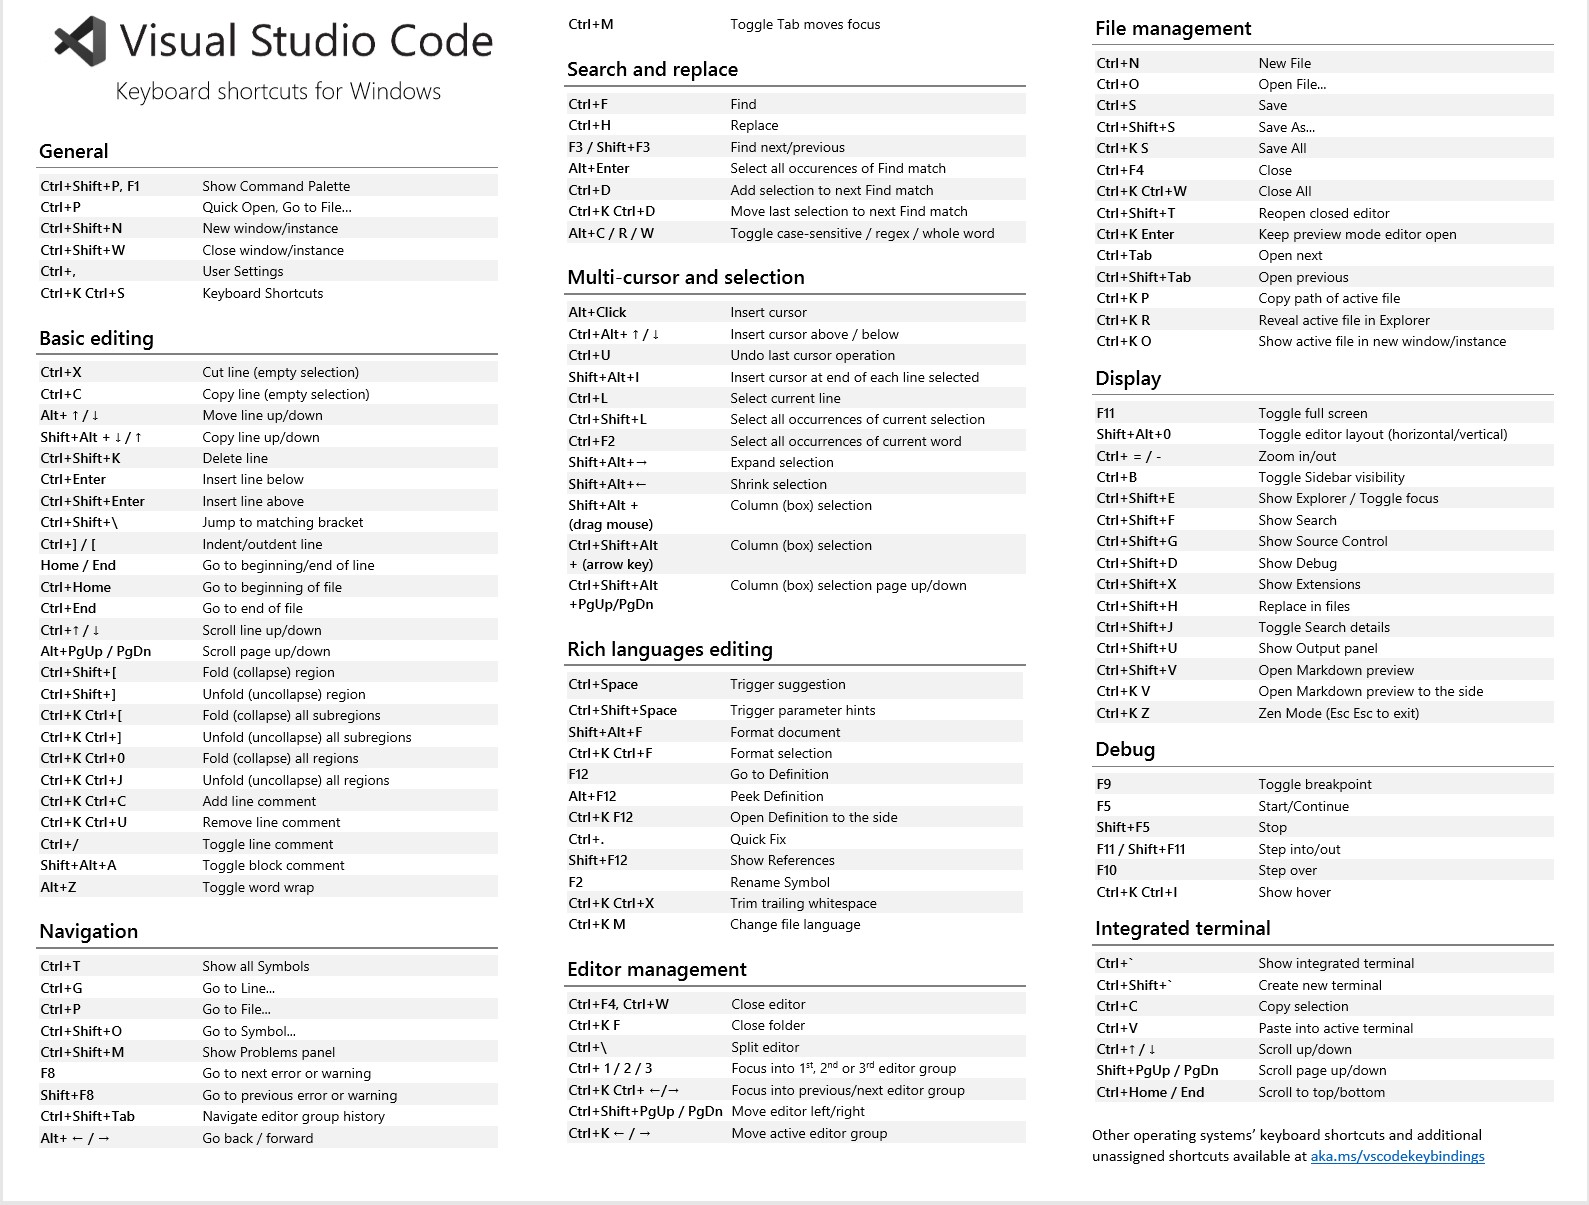 Visual Studio Code
Keyboard shortcuts for Windows
General
Ctrl+Shift+P, F1 Show Command Palette
Ctrl+P Quick Open, Go to File...
Ctrl+Shift+N New window/instance
Ctrl+Shift+W Close window/instance
Ctrl+, User Settings
Ctrl+K Ctrl+S Keyboard Shortcuts
Basic editing
Ctrl+X Cut line (empty selection)
Ctrl+C Copy line (empty selection)
Alt+ ↑ / ↓ Move line up/down
Shift+Alt + ↓ / ↑ Copy line up/down
Ctrl+Shift+K Delete line
Ctrl+Enter Insert line below
Ctrl+Shift+Enter Insert line above
Ctrl+Shift+\ Jump to matching bracket
Ctrl+] / [ Indent/outdent line
Home / End Go to beginning/end of line
Ctrl+Home Go to beginning of file
Ctrl+End Go to end of file
Ctrl+↑ / ↓ Scroll line up/down
Alt+PgUp / PgDn Scroll page up/down
Ctrl+Shift+[ Fold (collapse) region
Ctrl+Shift+] Unfold (uncollapse) region
Ctrl+K Ctrl+[ Fold (collapse) all subregions
Ctrl+K Ctrl+] Unfold (uncollapse) all subregions
Ctrl+K Ctrl+0 Fold (collapse) all regions
Ctrl+K Ctrl+J Unfold (uncollapse) all regions
Ctrl+K Ctrl+C Add line comment
Ctrl+K Ctrl+U Remove line comment
Ctrl+/ Toggle line comment
Shift+Alt+A Toggle block comment
Alt+Z Toggle word wrap
Navigation
Ctrl+T Show all Symbols
Ctrl+G Go to Line...
Ctrl+P Go to File...
Ctrl+Shift+O Go to Symbol...
Ctrl+Shift+M Show Problems panel
F8 Go to next error or warning
Shift+F8 Go to previous error or warning
Ctrl+Shift+Tab Navigate editor group history
Alt+ ← / → Go back / forward
Ctrl+M Toggle Tab moves focus
Search and replace
Ctrl+F Find
Ctrl+H Replace
F3 / Shift+F3 Find next/previous
Alt+Enter Select all occurences of Find match
Ctrl+D Add selection to next Find match
Ctrl+K Ctrl+D Move last selection to next Find match
Alt+C / R / W Toggle case-sensitive / regex / whole word
Multi-cursor and selection
Alt+Click Insert cursor
Ctrl+Alt+ ↑ / ↓ Insert cursor above / below
Ctrl+U Undo last cursor operation
Shift+Alt+I Insert cursor at end of each line selected
Ctrl+L Select current line
Ctrl+Shift+L Select all occurrences of current selection
Ctrl+F2 Select all occurrences of current word
Shift+Alt+→ Expand selection
Shift+Alt+← Shrink selection
Shift+Alt + Column (box) selection
(drag mouse)
Ctrl+Shift+Alt Column (box) selection
+ (arrow key)
Ctrl+Shift+Alt Column (box) selection page up/down
+PgUp/PgDn
Rich languages editing
Ctrl+Space Trigger suggestion
Ctrl+Shift+Space Trigger parameter hints
Shift+Alt+F Format document
Ctrl+K Ctrl+F Format selection
F12 Go to Definition
Alt+F12 Peek Definition
Ctrl+K F12 Open Definition to the side
Ctrl+. Quick Fix
Shift+F12 Show References
F2 Rename Symbol
Ctrl+K Ctrl+X Trim trailing whitespace
Ctrl+K M Change file language
Editor management
Ctrl+F4, Ctrl+W Close editor
Ctrl+K F Close folder
Ctrl+\ Split editor
Ctrl+ 1 / 2 / 3 Focus into 1st, 2nd or 3rd editor group
Ctrl+K Ctrl+ ←/→ Focus into previous/next editor group
Ctrl+Shift+PgUp / PgDn Move editor left/right
Ctrl+K ← / → Move active editor group
File management
Ctrl+N New File
Ctrl+O Open File...
Ctrl+S Save
Ctrl+Shift+S Save As...
Ctrl+K S Save All
Ctrl+F4 Close
Ctrl+K Ctrl+W Close All
Ctrl+Shift+T Reopen closed editor
Ctrl+K Enter Keep preview mode editor open
Ctrl+Tab Open next
Ctrl+Shift+Tab Open previous
Ctrl+K P Copy path of active file
Ctrl+K R Reveal active file in Explorer
Ctrl+K O Show active file in new window/instance
Display
F11 Toggle full screen
Shift+Alt+0 Toggle editor layout (horizontal/vertical)
Ctrl+ = / - Zoom in/out
Ctrl+B Toggle Sidebar visibility
Ctrl+Shift+E Show Explorer / Toggle focus
Ctrl+Shift+F Show Search
Ctrl+Shift+G Show Source Control
Ctrl+Shift+D Show Debug
Ctrl+Shift+X Show Extensions
Ctrl+Shift+H Replace in files
Ctrl+Shift+J Toggle Search details
Ctrl+Shift+U Show Output panel
Ctrl+Shift+V Open Markdown preview
Ctrl+K V Open Markdown preview to the side
Ctrl+K Z Zen Mode (Esc Esc to exit)
Debug
F9 Toggle breakpoint
F5 Start/Continue
Shift+F5 Stop
F11 / Shift+F11 Step into/out
F10 Step over
Ctrl+K Ctrl+I Show hover
Integrated terminal
Ctrl+` Show integrated terminal
Ctrl+Shift+` Create new terminal
Ctrl+C Copy selection
Ctrl+V Paste into active terminal
Ctrl+↑ / ↓ Scroll up/down
Shift+PgUp / PgDn Scroll page up/down
Ctrl+Home / End Scroll to top/bottom
Other operating systems’ keyboard shortcuts and additional
unassigned shortcuts available at aka.ms/vscodekeybindings